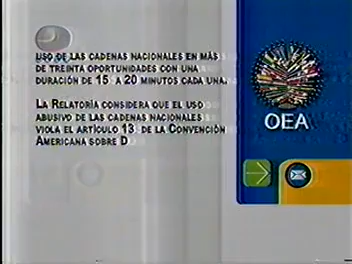 USO DE LAS CADENAS NACIONALES EN MÁS
DE TREINTA OPORTUNIDADES CON UNA
DURACIÓN DE 15 A 20 MINUTOS CADA UNA.
LA RELATORÍA CONSIDERA QUE EL USO
ABUSIVO DE LAS CADENAS NACIONALES
VIOLA EL ARTÍCULO 13 DE LA CONVENCIÓN
AMERICANA SOBRE D
OEA